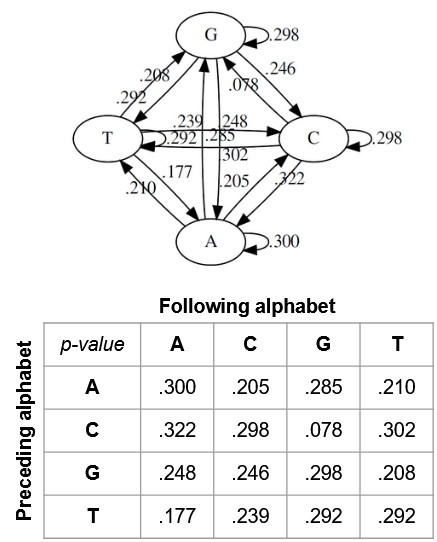 G
.298
.208
.246
.292
.078
.239
.248
T
.292
.285
C
.298
.302
.177
.205
.322
.210
A
.300
Following alphabet
Preceding alphabet
p-value A C G T
A .300 .205 .285 .210
C .322 .298 .078 .302
G .248 .246 .298 .208
T .177 .239 .292 .292